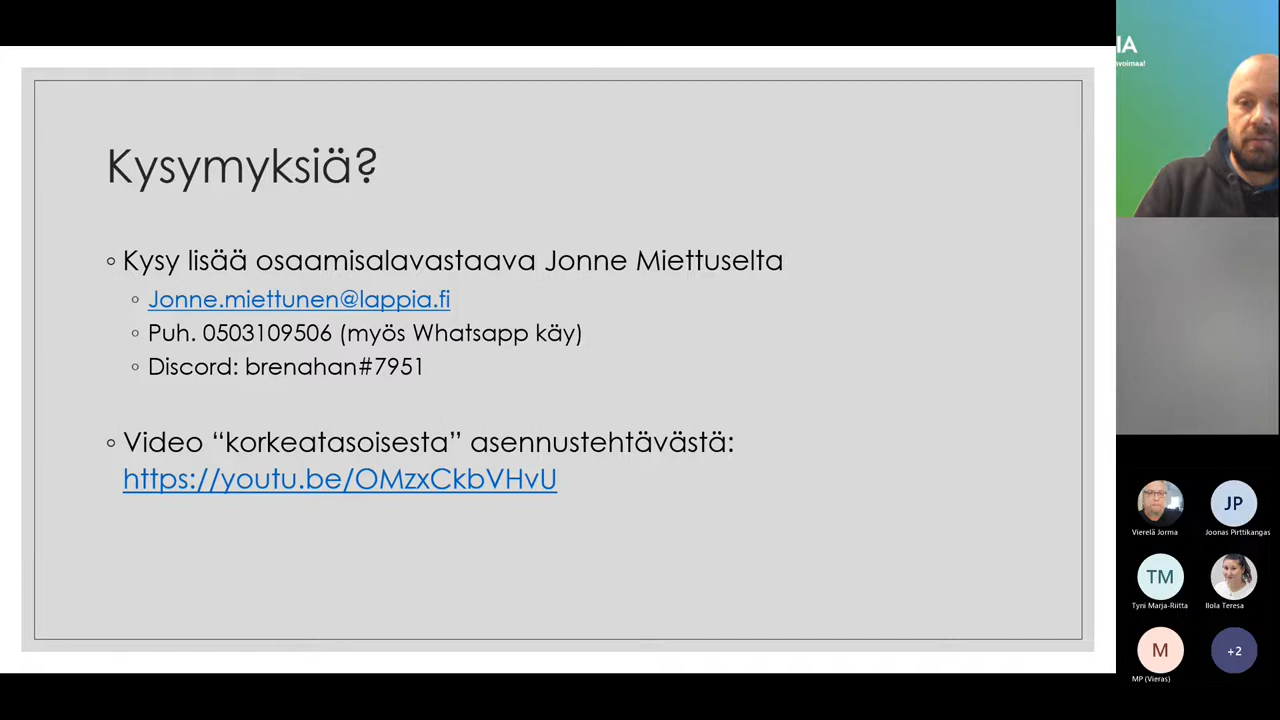 Kysymyksiä?
◦ Kysy lisää osaamisalavastaava Jonne Miettuselta
◦ Jonne.miettunen@lappia.fi
◦ Puh. 0503109506 (myös Whatsapp käy)
◦ Discord: brenahan#7951
◦ Video “korkeatasoisesta” asennustehtävästä:
https://youtu.be/OMzxCkbVHvU
IA
voimaa!
JP
Vierelä Jorma
Joonas Pirttikangas
TM
Tyni Marja-Riitta
Ilola Teresa
M
+2
MP (Vieras)